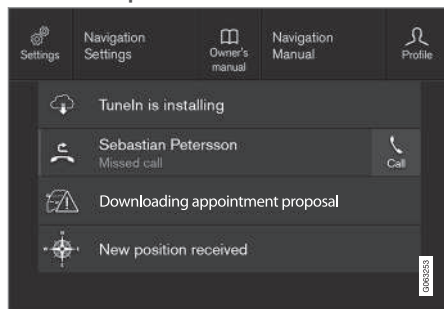 Settings
Navigation
Settings
Owner's
manual
Navigation
Manual
Profile
TuneIn is installing
Sebastian Petersson
Missed call
Call
Downloading appointment proposal
New position received
G063253